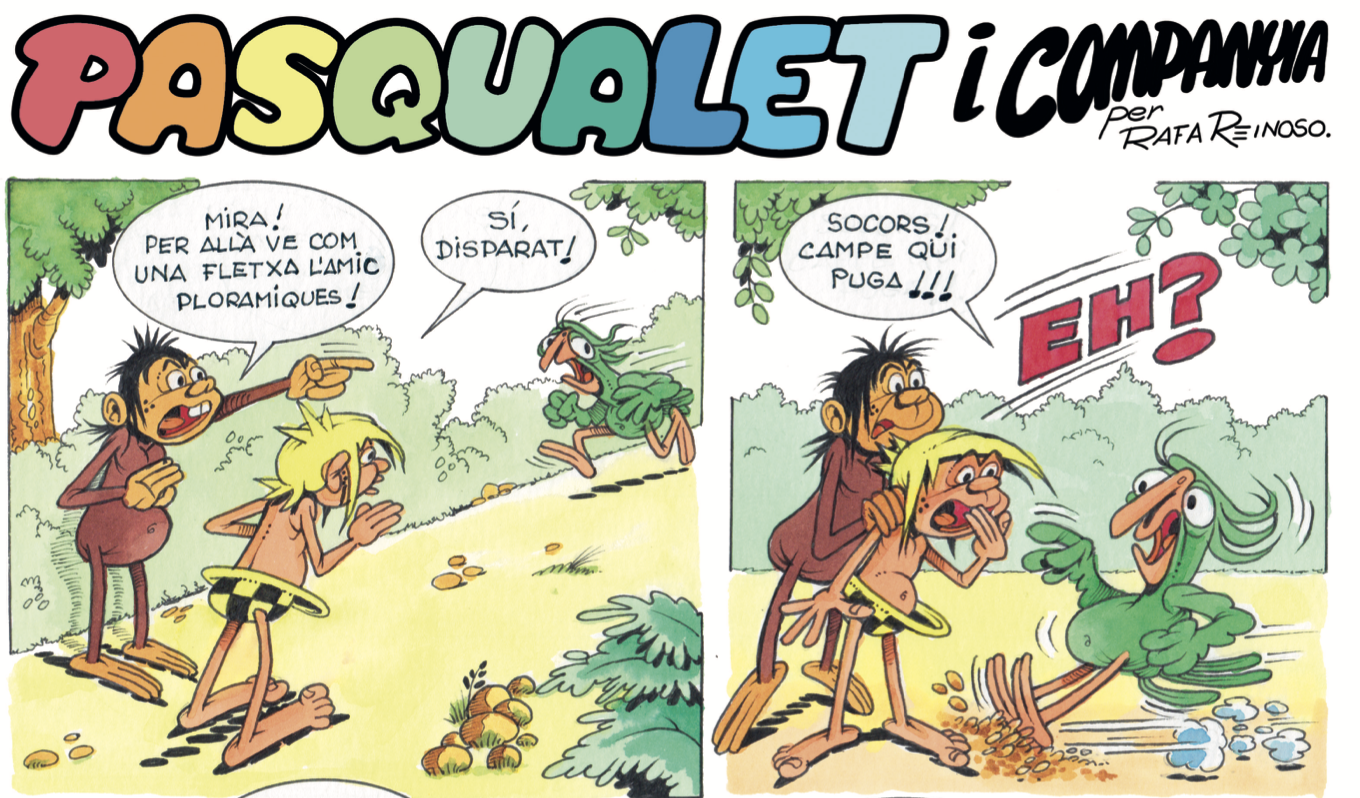 PASQUALET i COMPANYIA
per
RAFA REINOSO.
MIRA!
PER ALLÀ VE COM
UNA FLETXA L'AMIC
PLORAMIQUES!
SÍ,
DISPARAT!
SOCORS!
CAMPE QUI
PUGA!!!
EH?